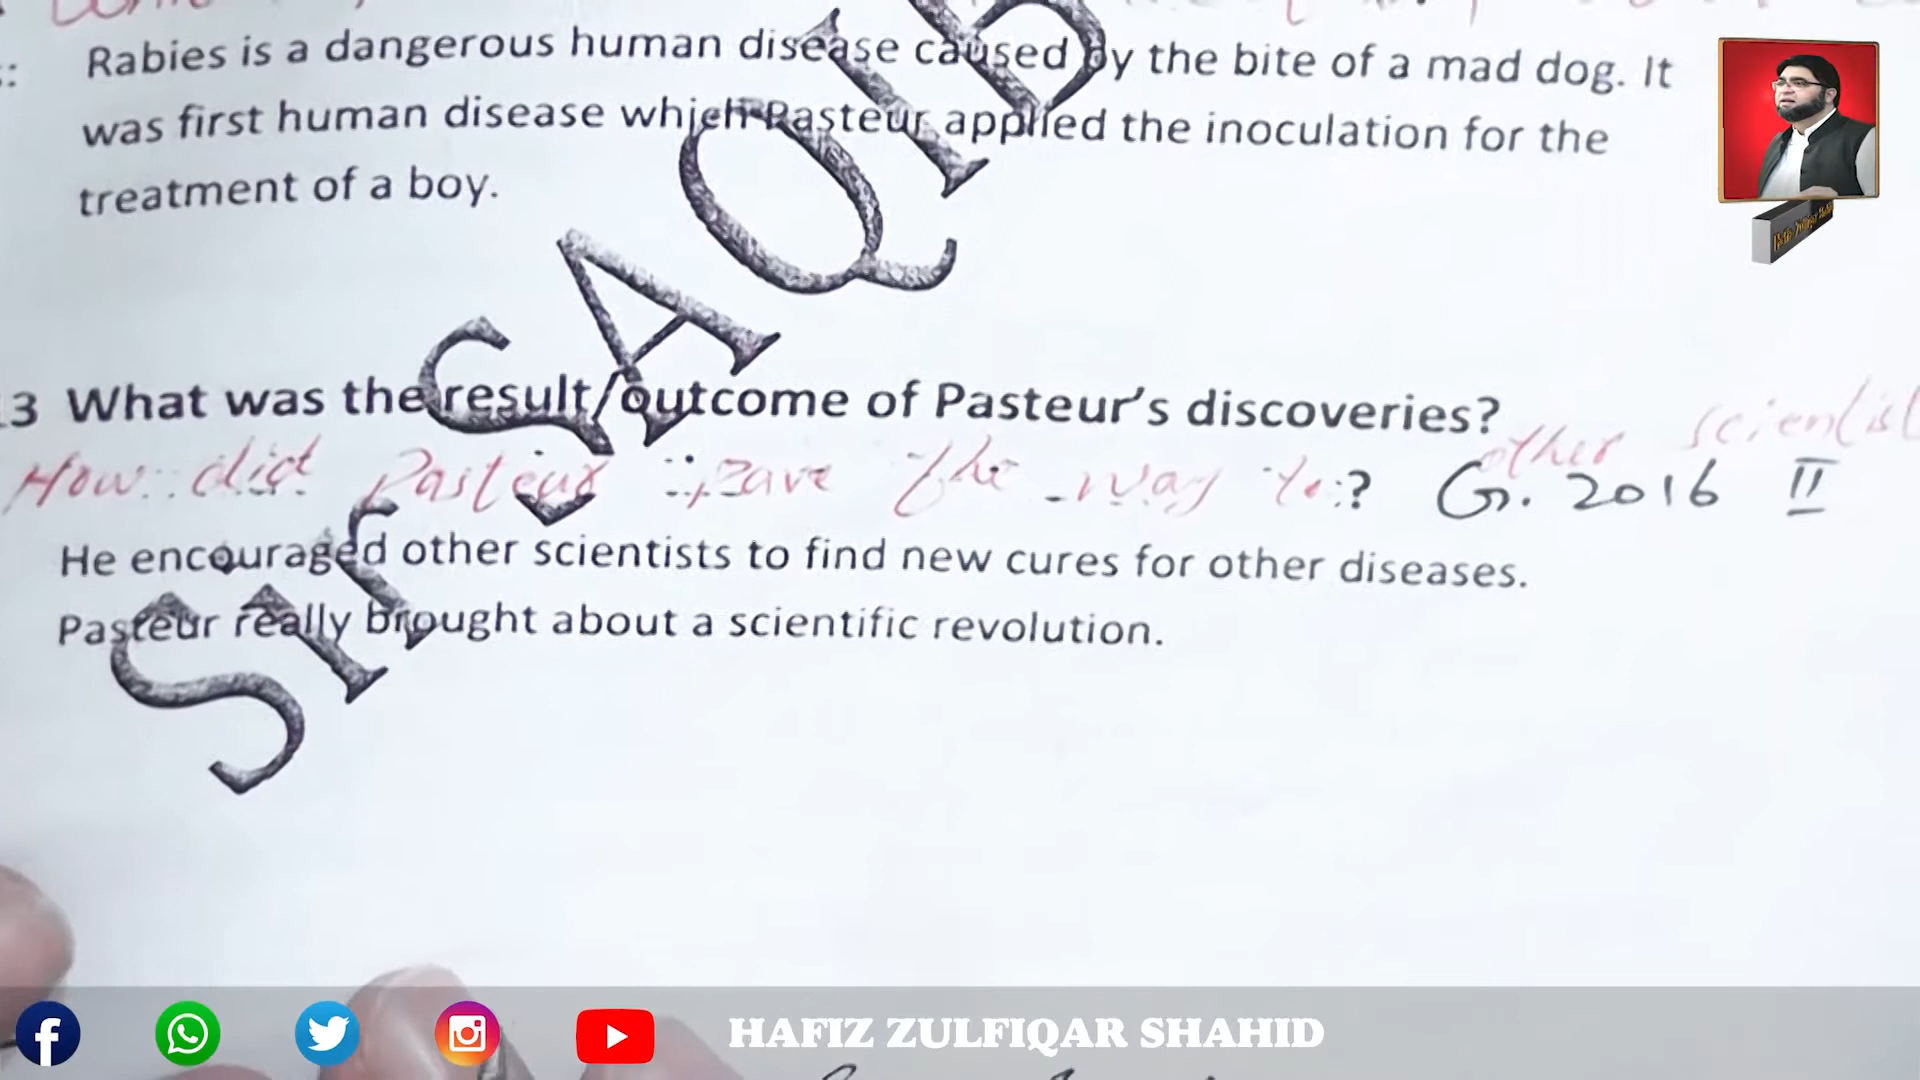 Rabies is a dangerous human disease caused by the bite of a mad dog. It
was first human disease which Pasteur applied the inoculation for the
treatment of a boy.
SIR SAQIB
3 What was the result/outcome of Pasteur's discoveries?
How did Pasteur pave the way to other scientist ? G. 2016 II
He encouraged other scientists to find new cures for other diseases.
Pasteur really brought about a scientific revolution.
HAFIZ ZULFIQAR SHAHID